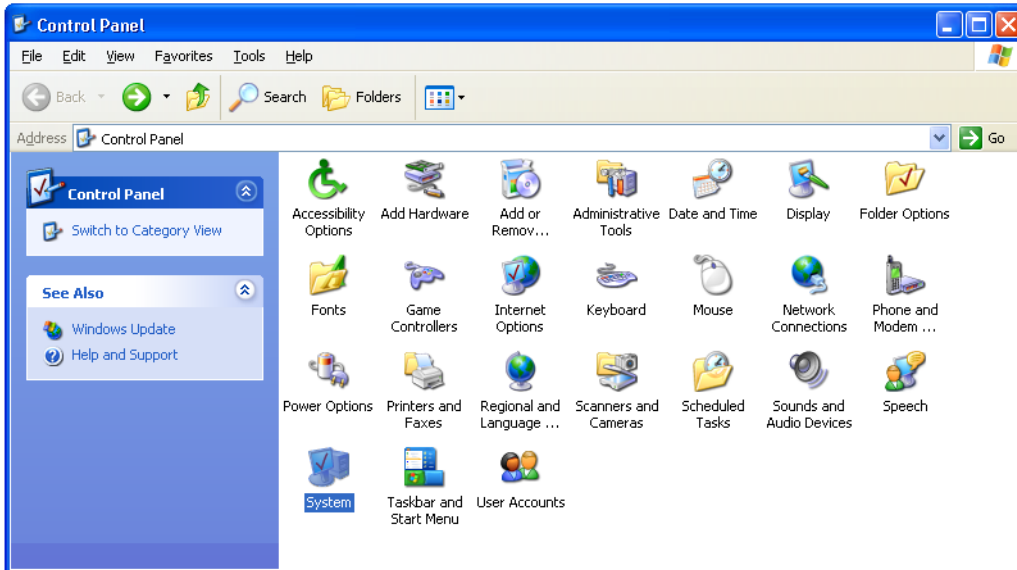 Control Panel
File Edit View Favorites Tools Help
Back Search Folders
Address Control Panel Go
Control Panel
Switch to Category View
See Also
Windows Update
Help and Support
Accessibility Options
Add Hardware
Add or Remov...
Administrative Tools
Date and Time
Display
Folder Options
Fonts
Game Controllers
Internet Options
Keyboard
Mouse
Network Connections
Phone and Modem ...
Power Options
Printers and Faxes
Regional and Language ...
Scanners and Cameras
Scheduled Tasks
Sounds and Audio Devices
Speech
System
Taskbar and Start Menu
User Accounts